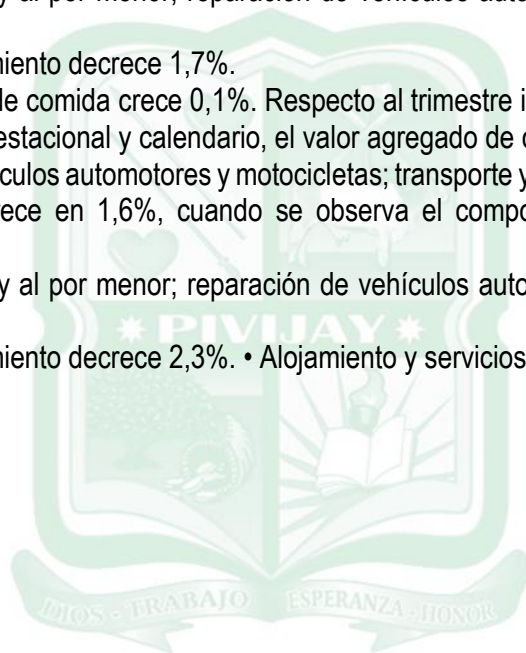 y al por menor; reparación de vehículos auto
miento decrece 1,7%.
de comida crece 0,1%. Respecto al trimestre i
estacional y calendario, el valor agregado de
culos automotores y motocicletas; transporte y
rece en 1,6%, cuando se observa el compo
y al por menor; reparación de vehículos auto
PIVIJAY
miento decrece 2,3%. • Alojamiento y servicios
DIOS - TRABAJO ESPERANZA - HONOR